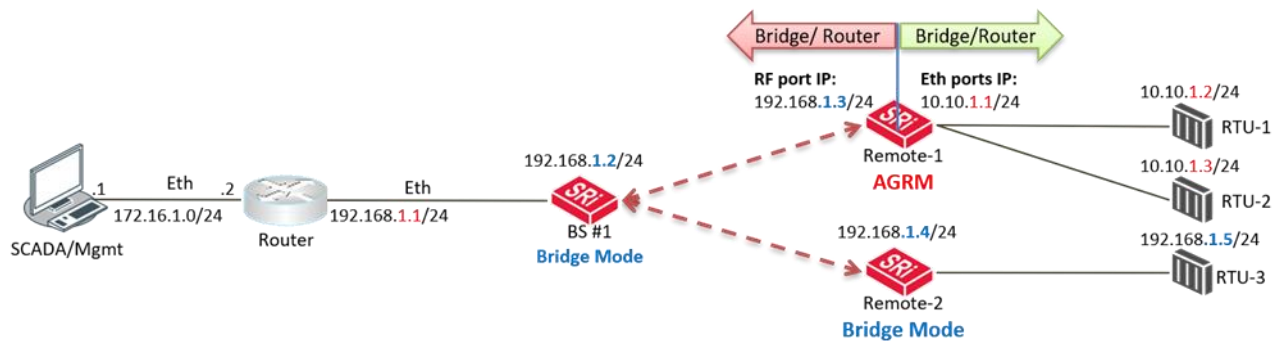 Bridge/ Router
Bridge/Router
RF port IP:
192.168.1.3/24
Eth ports IP:
10.10.1.1/24
10.10.1.2/24
RTU-1
SRi
Remote-1
AGRM
10.10.1.3/24
RTU-2
192.168.1.2/24
SRi
BS #1
Bridge Mode
.1
Eth
.2
172.16.1.0/24
SCADA/Mgmt
Router
Eth
192.168.1.1/24
192.168.1.4/24
SRi
Remote-2
Bridge Mode
192.168.1.5/24
RTU-3